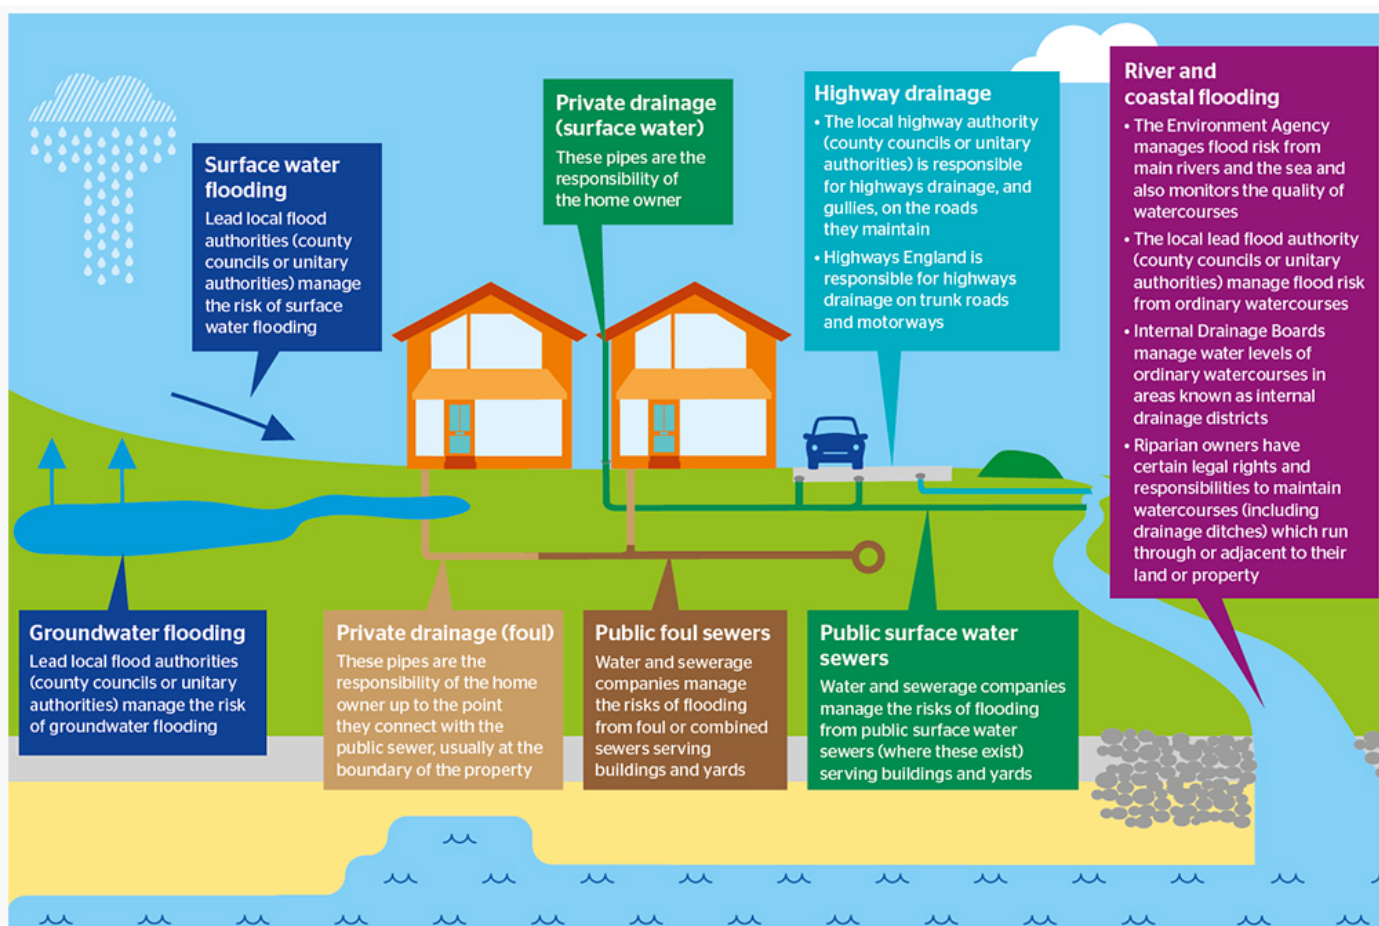 Surface water
flooding
Lead local flood
authorities (county
councils or unitary
authorities) manage
the risk of surface
water flooding
Private drainage
(surface water)
These pipes are the
responsibility of
the home owner
Highway drainage
• The local highway authority
(county councils or unitary
authorities) is responsible
for highways drainage, and
gullies, on the roads
they maintain
• Highways England is
responsible for highways
drainage on trunk roads
and motorways
River and
coastal flooding
• The Environment Agency
manages flood risk from
main rivers and the sea and
also monitors the quality of
watercourses
• The local lead flood authority
(county councils or unitary
authorities) manage flood risk
from ordinary watercourses
• Internal Drainage Boards
manage water levels of
ordinary watercourses in
areas known as internal
drainage districts
• Riparian owners have
certain legal rights and
responsibilities to maintain
watercourses (including
drainage ditches) which run
through or adjacent to their
land or property
Groundwater flooding
Lead local flood authorities
(county councils or unitary
authorities) manage the risk
of groundwater flooding
Private drainage (foul)
These pipes are the
responsibility of the home
owner up to the point
they connect with the
public sewer, usually at the
boundary of the property
Public foul sewers
Water and sewerage
companies manage
the risks of flooding
from foul or combined
sewers serving
buildings and yards
Public surface water
sewers
Water and sewerage companies
manage the risks of flooding
from public surface water
sewers (where these exist)
serving buildings and yards